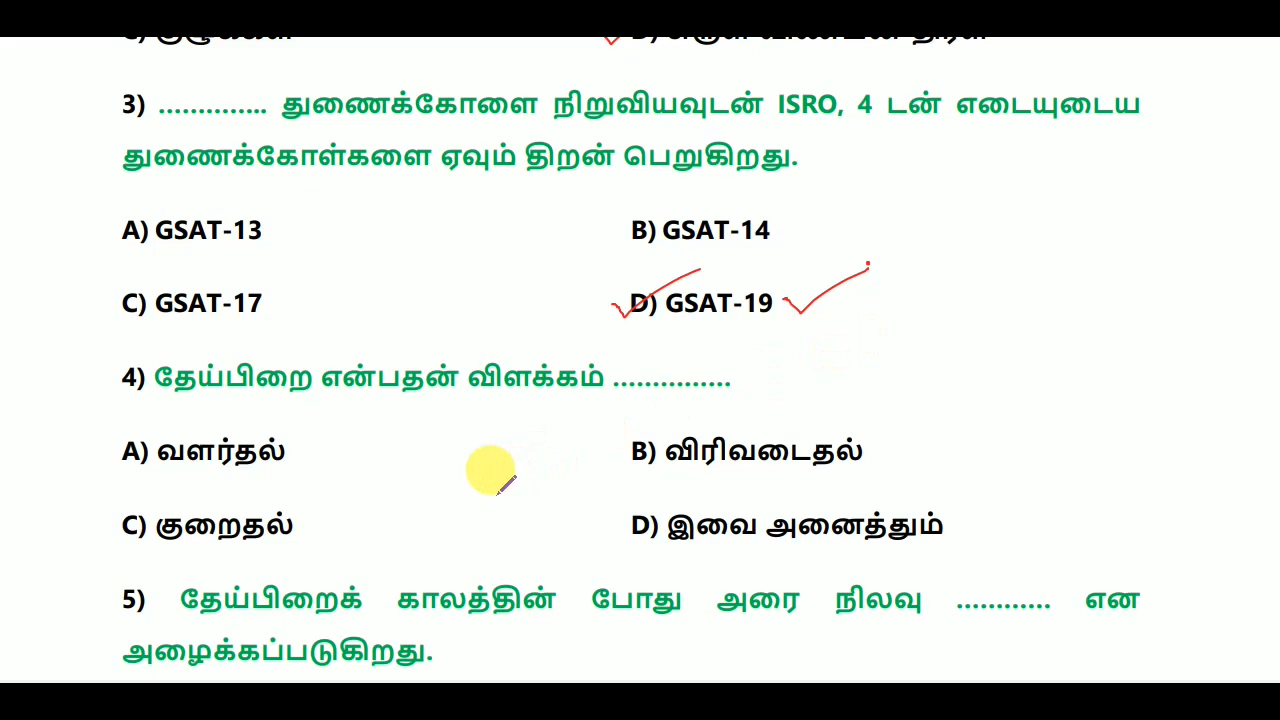 3) .............. துணைக்கோளை நிறுவியவுடன் ISRO, 4 டன் எடையுடைய
துணைக்கோள்களை ஏவும் திறன் பெறுகிறது.
A) GSAT-13 B) GSAT-14
C) GSAT-17 D) GSAT-19
4) தேய்பிறை என்பதன் விளக்கம் ...............
A) வளர்தல் B) விரிவடைதல்
C) குறைதல் D) இவை அனைத்தும்
5) தேய்பிறைக் காலத்தின் போது அரை நிலவு ............ என
அழைக்கப்படுகிறது.